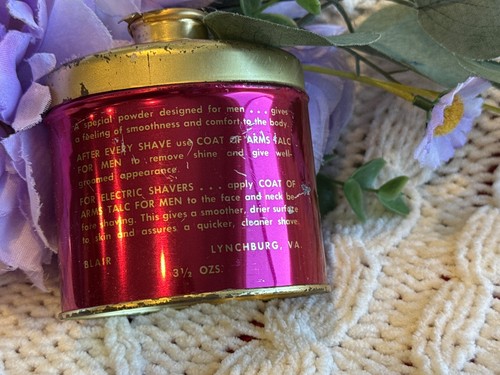 A special powder designed for men . . . gives
a feeling of smoothness and comfort to the body.
AFTER EVERY SHAVE use COAT OF ARMS TALC
FOR MEN to remove shine and give well-
groomed appearance.
FOR ELECTRIC SHAVERS . . . apply COAT OF
ARMS TALC FOR MEN to the face and neck be-
fore shaving. This gives a smoother, drier surface
to skin and assures a quicker, cleaner shave.
BLAIR LYNCHBURG, VA.
3½ OZS.